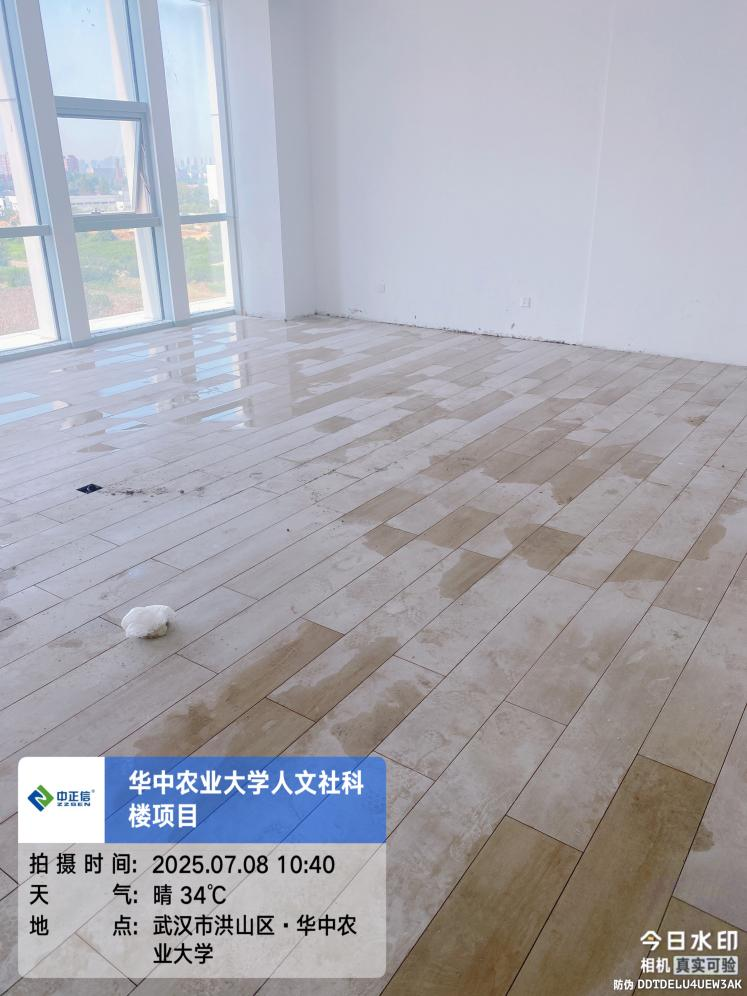 中正信
ZZSEN
华中农业大学人文社科
楼项目
拍摄时间: 2025.07.08 10:40
天 气: 晴 34℃
地 点: 武汉市洪山区·华中农
业大学
今日水印
相机 真实可验
防伪 DDTDELU4UEW3AK